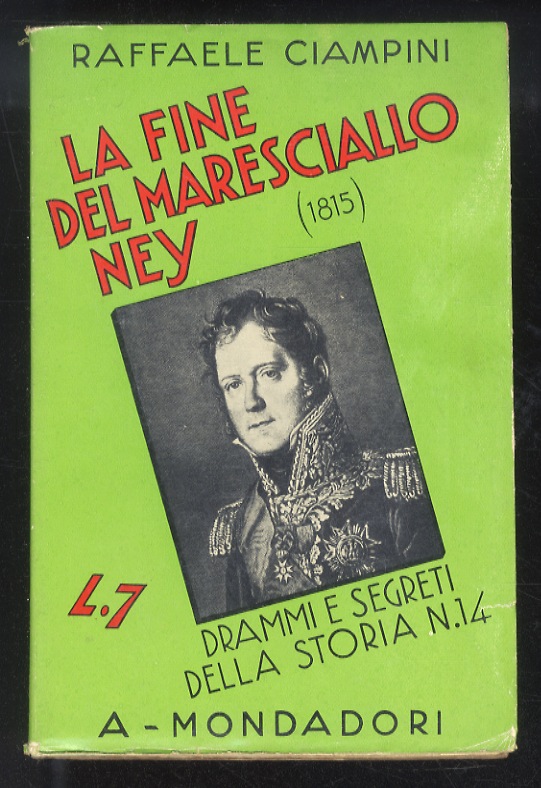 RAFFAELE CIAMPINI
LA FINE
DEL MARESCIALLO
NEY
(1815)
L.7
DRAMMI E SEGRETI
DELLA STORIA N.14
A - MONDADORI